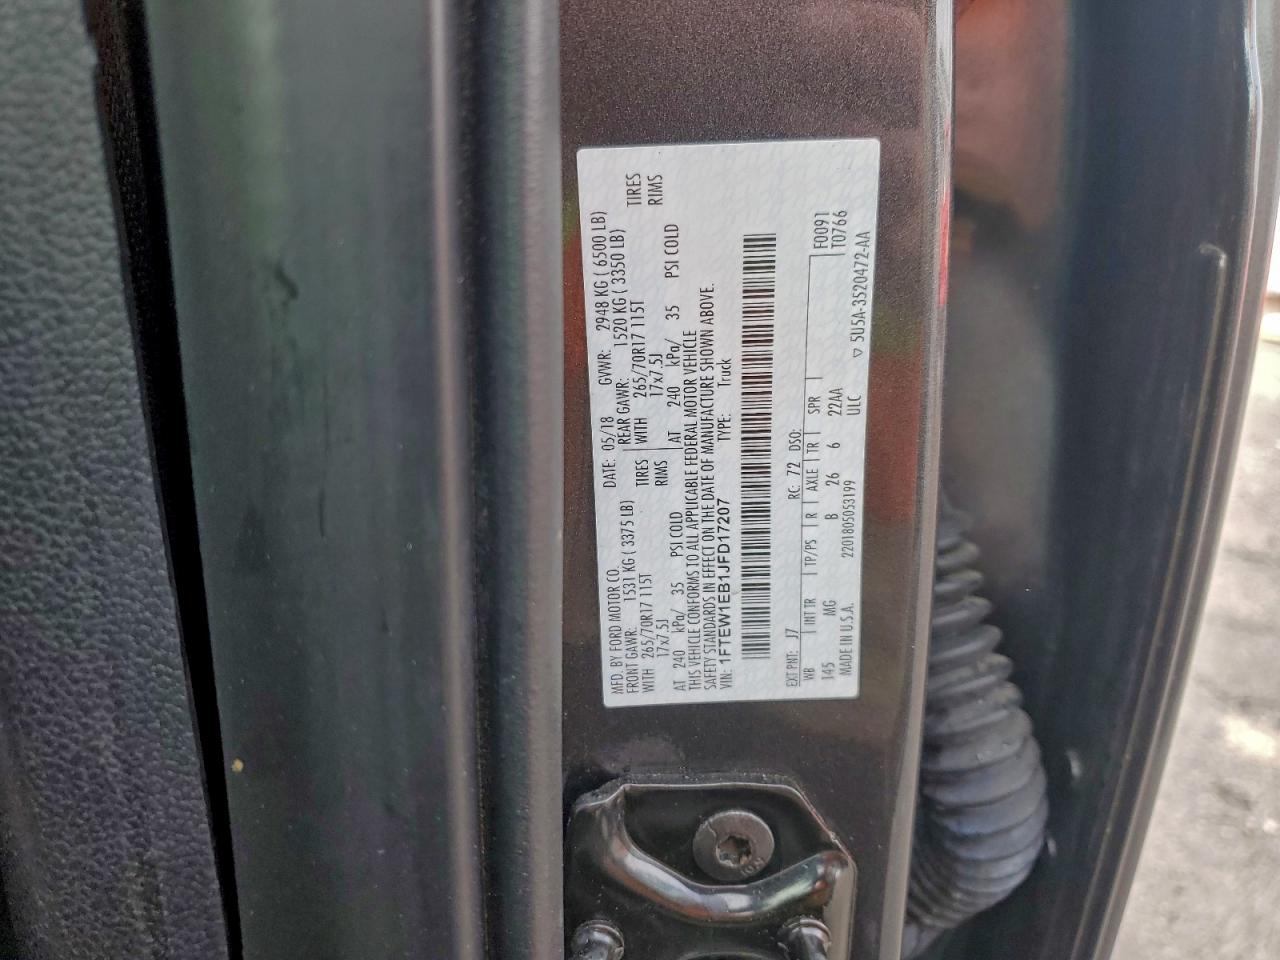 MFD. BY FORD MOTOR CO.
DATE: 05/18 GVWR: 2948 KG ( 6500 LB)
FRONT GAWR: 1531 KG ( 3375 LB) REAR GAWR: 1520 KG ( 3350 LB)
WITH 265/70R17 115T TIRES WITH 265/70R17 115T TIRES
17x7.5J RIMS 17x7.5J RIMS
AT 240 kPa/ 35 PSI COLD AT 240 kPa/ 35 PSI COLD
THIS VEHICLE CONFORMS TO ALL APPLICABLE FEDERAL MOTOR VEHICLE
SAFETY STANDARDS IN EFFECT ON THE DATE OF MANUFACTURE SHOWN ABOVE.
VIN: 1FTEW1EB1JFD17207 TYPE: Truck
EXT PNT: J7 RC: 72 DSO: F0091
WB INT TR TP/PS R AXLE TR SPR T0766
145 MG B 26 6 22AA
MADE IN U.S.A. 2201805053199 ULC ▽ 5U5A-3520472-AA